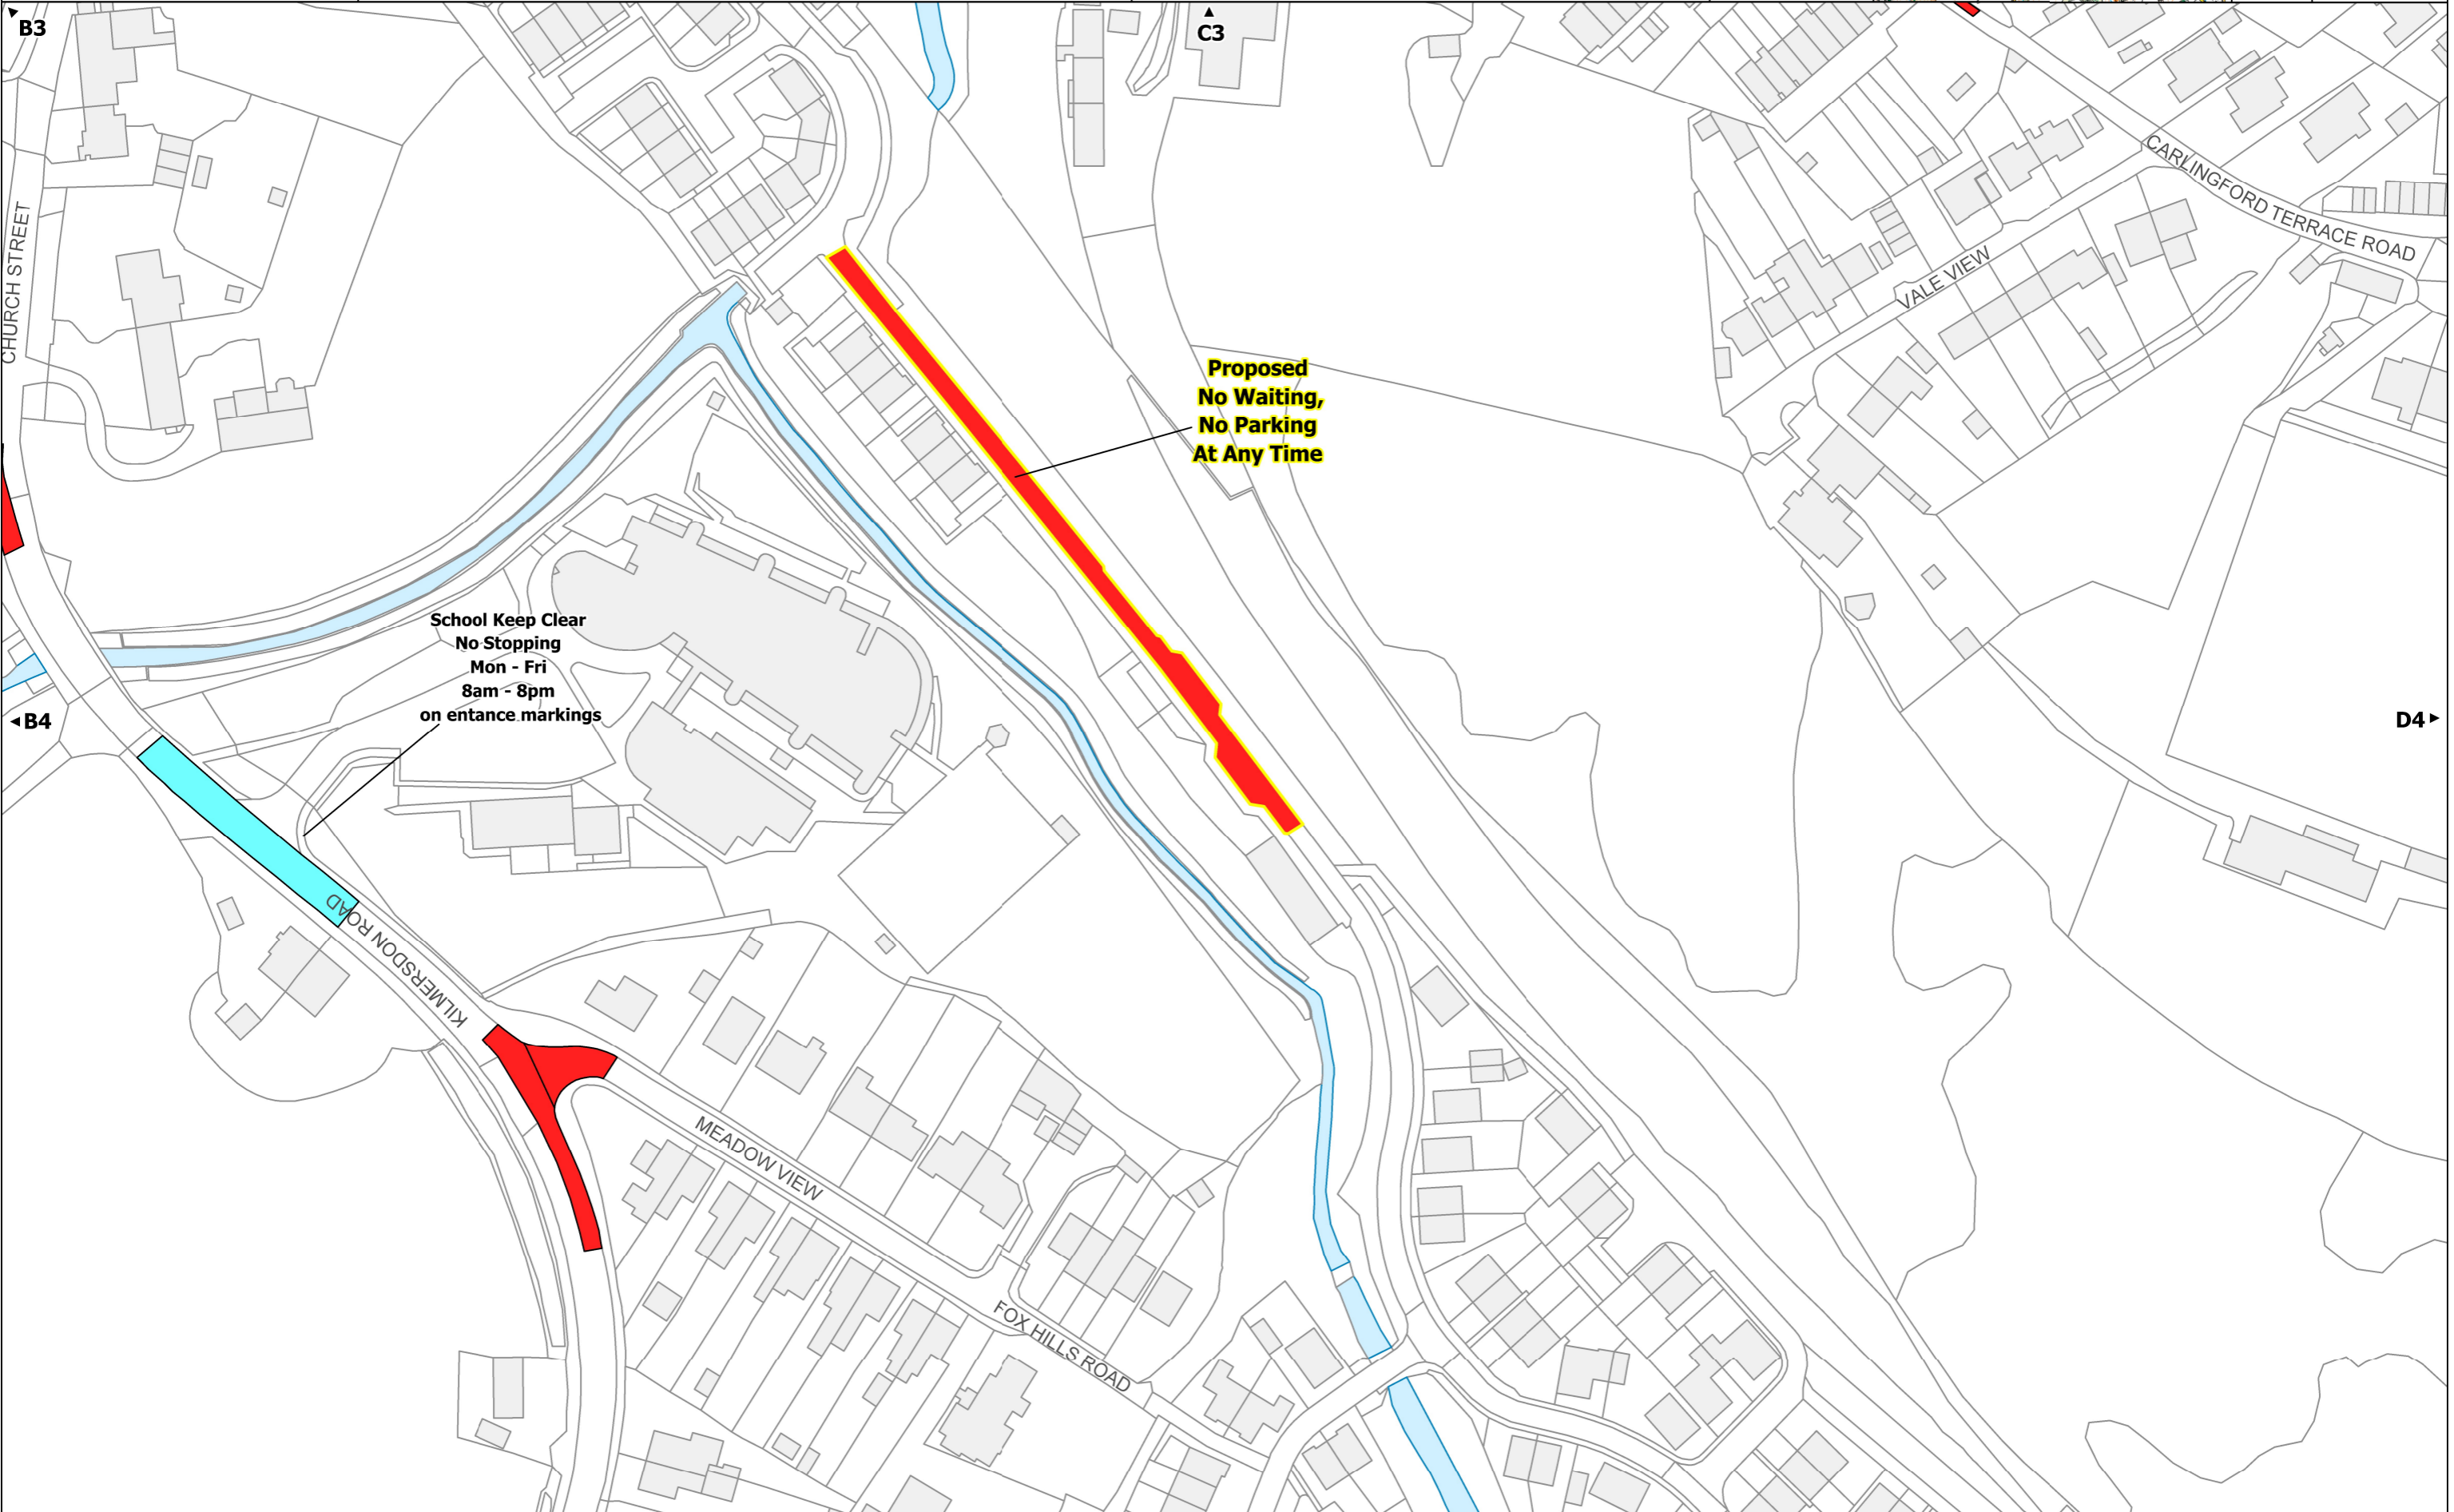 B3
C3
CARLINGFORD TERRACE ROAD
CHURCH STREET
VALE VIEW
Proposed
No Waiting,
No Parking
At Any Time
School Keep Clear
No Stopping
Mon - Fri
8am - 8pm
on entance markings
B4
D4
KILMERSDON ROAD
MEADOW VIEW
FOX HILLS ROAD